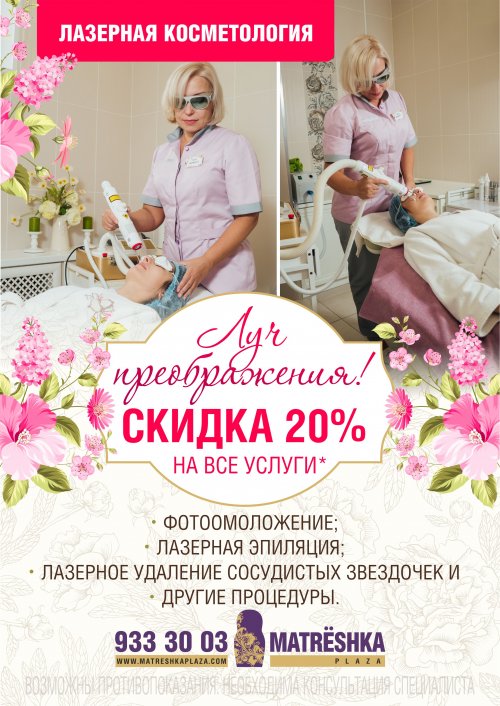 ЛАЗЕРНАЯ КОСМЕТОЛОГИЯ
Луч
преображения!
СКИДКА 20%
НА ВСЕ УСЛУГИ*
• ФОТООМОЛОЖЕНИЕ;
• ЛАЗЕРНАЯ ЭПИЛЯЦИЯ;
• ЛАЗЕРНОЕ УДАЛЕНИЕ СОСУДИСТЫХ ЗВЕЗДОЧЕК И
• ДРУГИЕ ПРОЦЕДУРЫ.
933 30 03 MATRЁSHKA
WWW.MATRESHKAPLAZA.COM PLAZA
ВОЗМОЖНЫ ПРОТИВОПОКАЗАНИЯ. НЕОБХОДИМА КОНСУЛЬТАЦИЯ СПЕЦИАЛИСТА